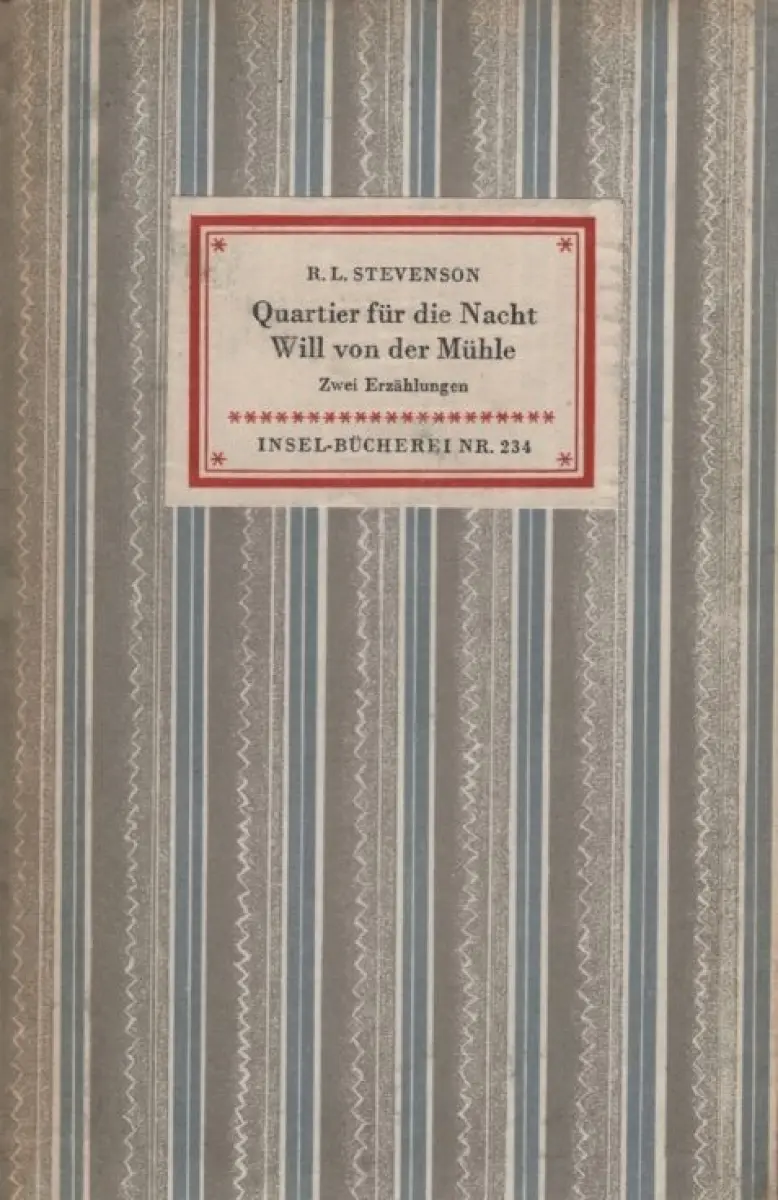 R. L. STEVENSON
Quartier für die Nacht
Will von der Mühle
Zwei Erzählungen
INSEL-BÜCHEREI NR. 234